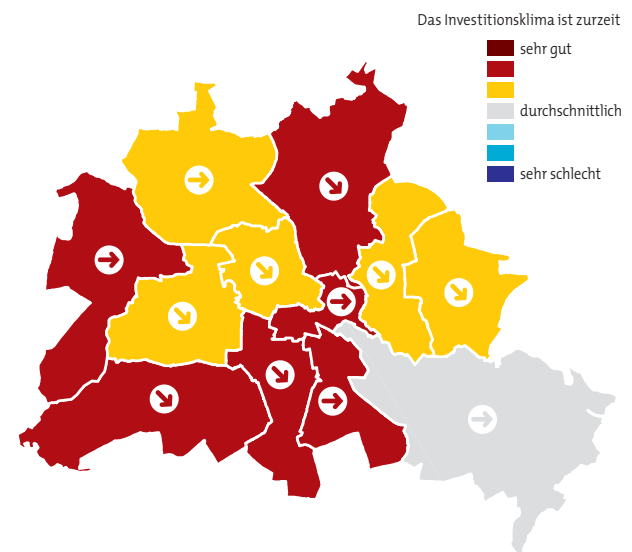 Das Investitionsklima ist zurzeit
sehr gut
durchschnittlich
sehr schlecht